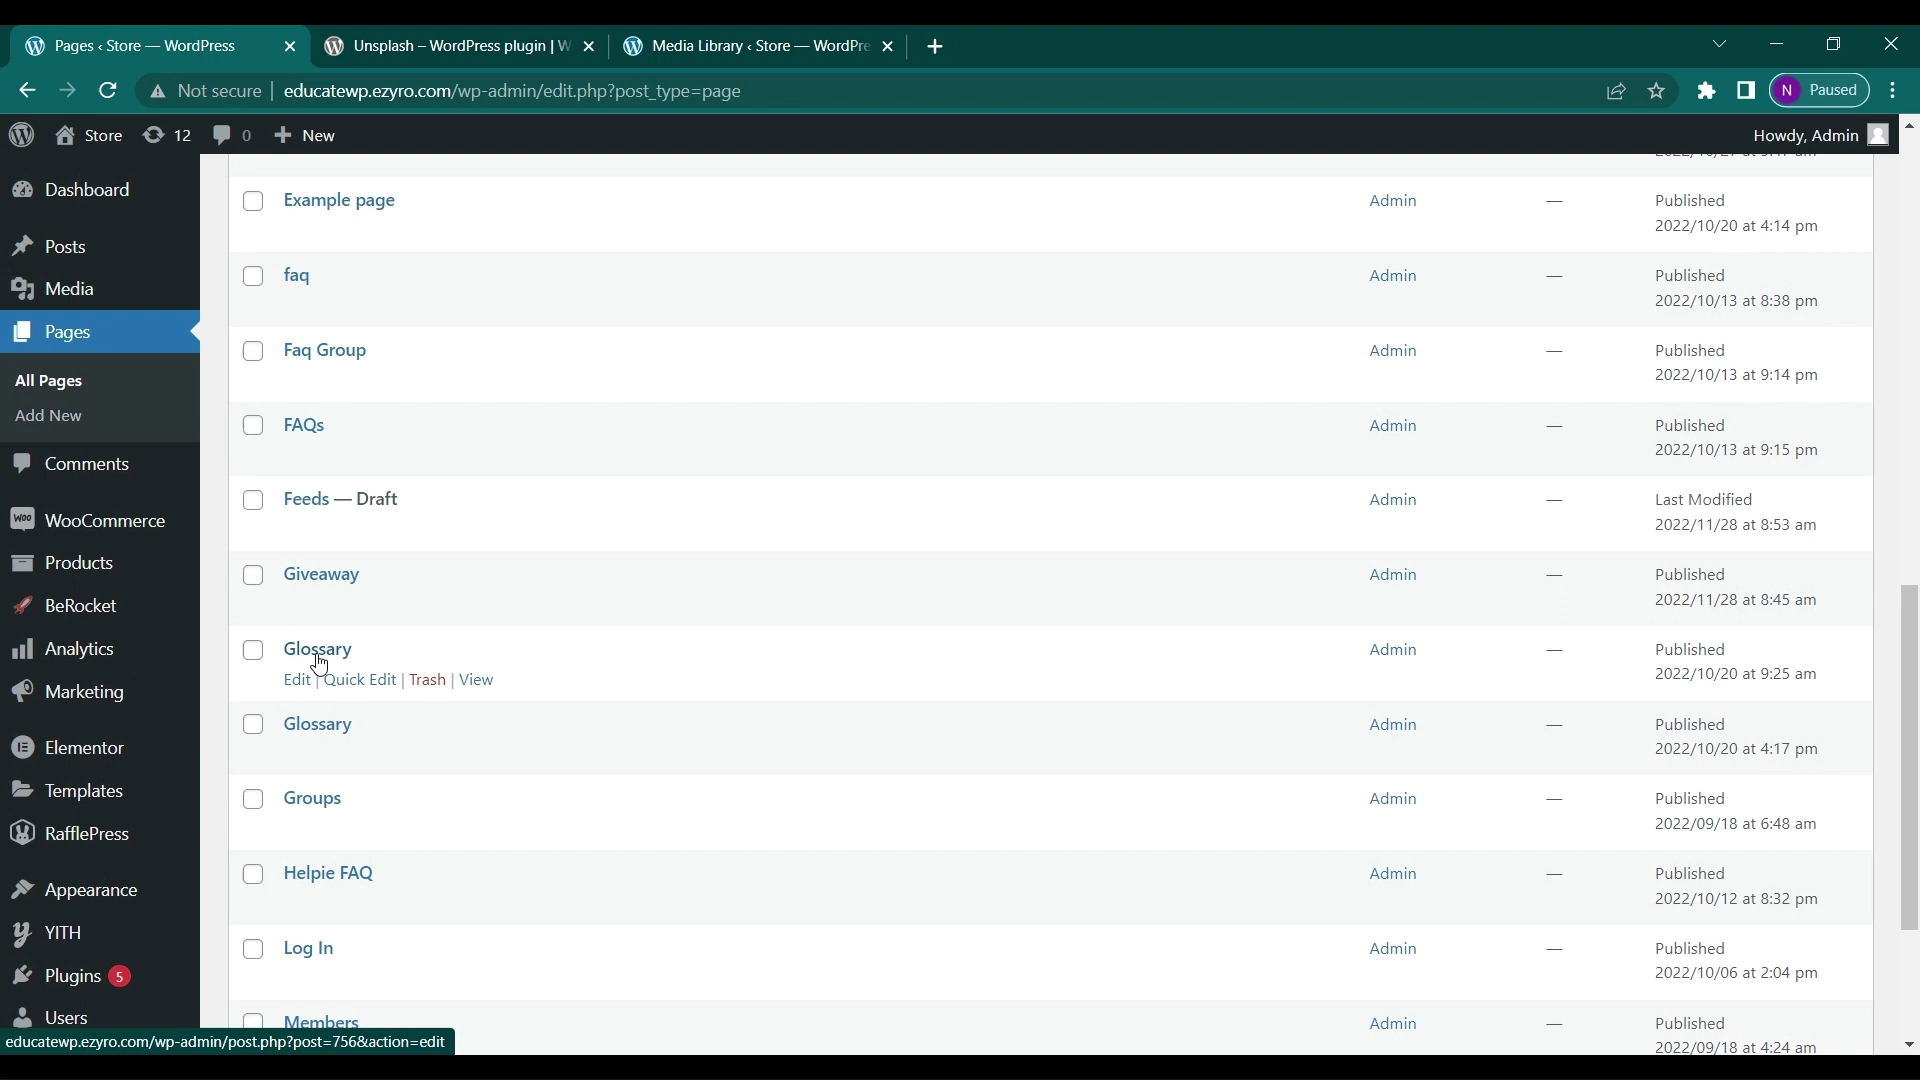 Pages ‹ Store — WordPress
Unsplash – WordPress plugin | W
Media Library ‹ Store — WordPre
Not secure
educatewp.ezyro.com/wp-admin/edit.php?post_type=page
N Paused
Store 12 0 New
Howdy, Admin
Dashboard
Posts
Media
Pages
All Pages
Add New
Comments
WooCommerce
Products
BeRocket
Analytics
Marketing
Elementor
Templates
RafflePress
Appearance
YITH
Plugins 5
Users
Example page Admin — Published
2022/10/20 at 4:14 pm
faq Admin — Published
2022/10/13 at 8:38 pm
Faq Group Admin — Published
2022/10/13 at 9:14 pm
FAQs Admin — Published
2022/10/13 at 9:15 pm
Feeds — Draft Admin — Last Modified
2022/11/28 at 8:53 am
Giveaway Admin — Published
2022/11/28 at 8:45 am
Glossary Admin — Published
Edit | Quick Edit | Trash | View 2022/10/20 at 9:25 am
Glossary Admin — Published
2022/10/20 at 4:17 pm
Groups Admin — Published
2022/09/18 at 6:48 am
Helpie FAQ Admin — Published
2022/10/12 at 8:32 pm
Log In Admin — Published
2022/10/06 at 2:04 pm
Members Admin — Published
2022/09/18 at 4:24 am
educatewp.ezyro.com/wp-admin/post.php?post=756&action=edit